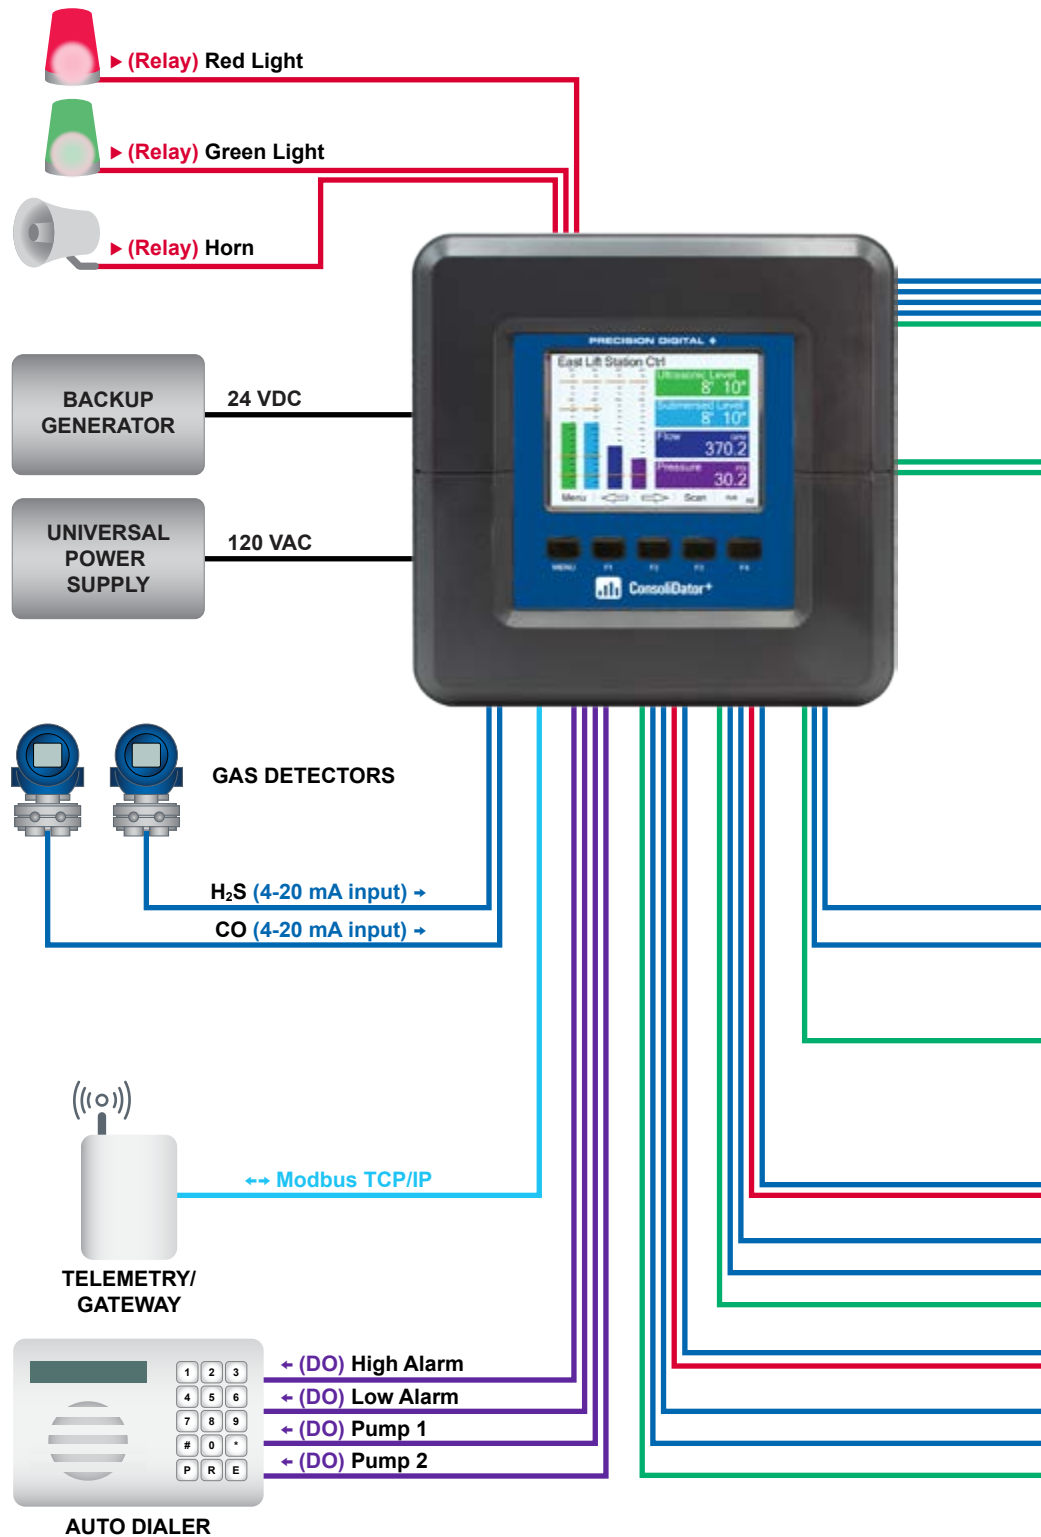 ▸ (Relay) Red Light
▸ (Relay) Green Light
▸ (Relay) Horn
BACKUP
GENERATOR
24 VDC
UNIVERSAL
POWER
SUPPLY
120 VAC
PRECISION DIGITAL
East Lift Station Ctrl
Ultrasonic Level
8' 10"
Submersed Level
8' 10"
Flow
370.2
Pressure
30.2
Menu
Scan
MENU F1 F2 F3 F4
ConsoliDator+
GAS DETECTORS
H₂S (4-20 mA input) →
CO (4-20 mA input) →
←→ Modbus TCP/IP
TELEMETRY/
GATEWAY
1 2 3
4 5 6
7 8 9
# 0 *
P R E
← (DO) High Alarm
← (DO) Low Alarm
← (DO) Pump 1
← (DO) Pump 2
AUTO DIALER